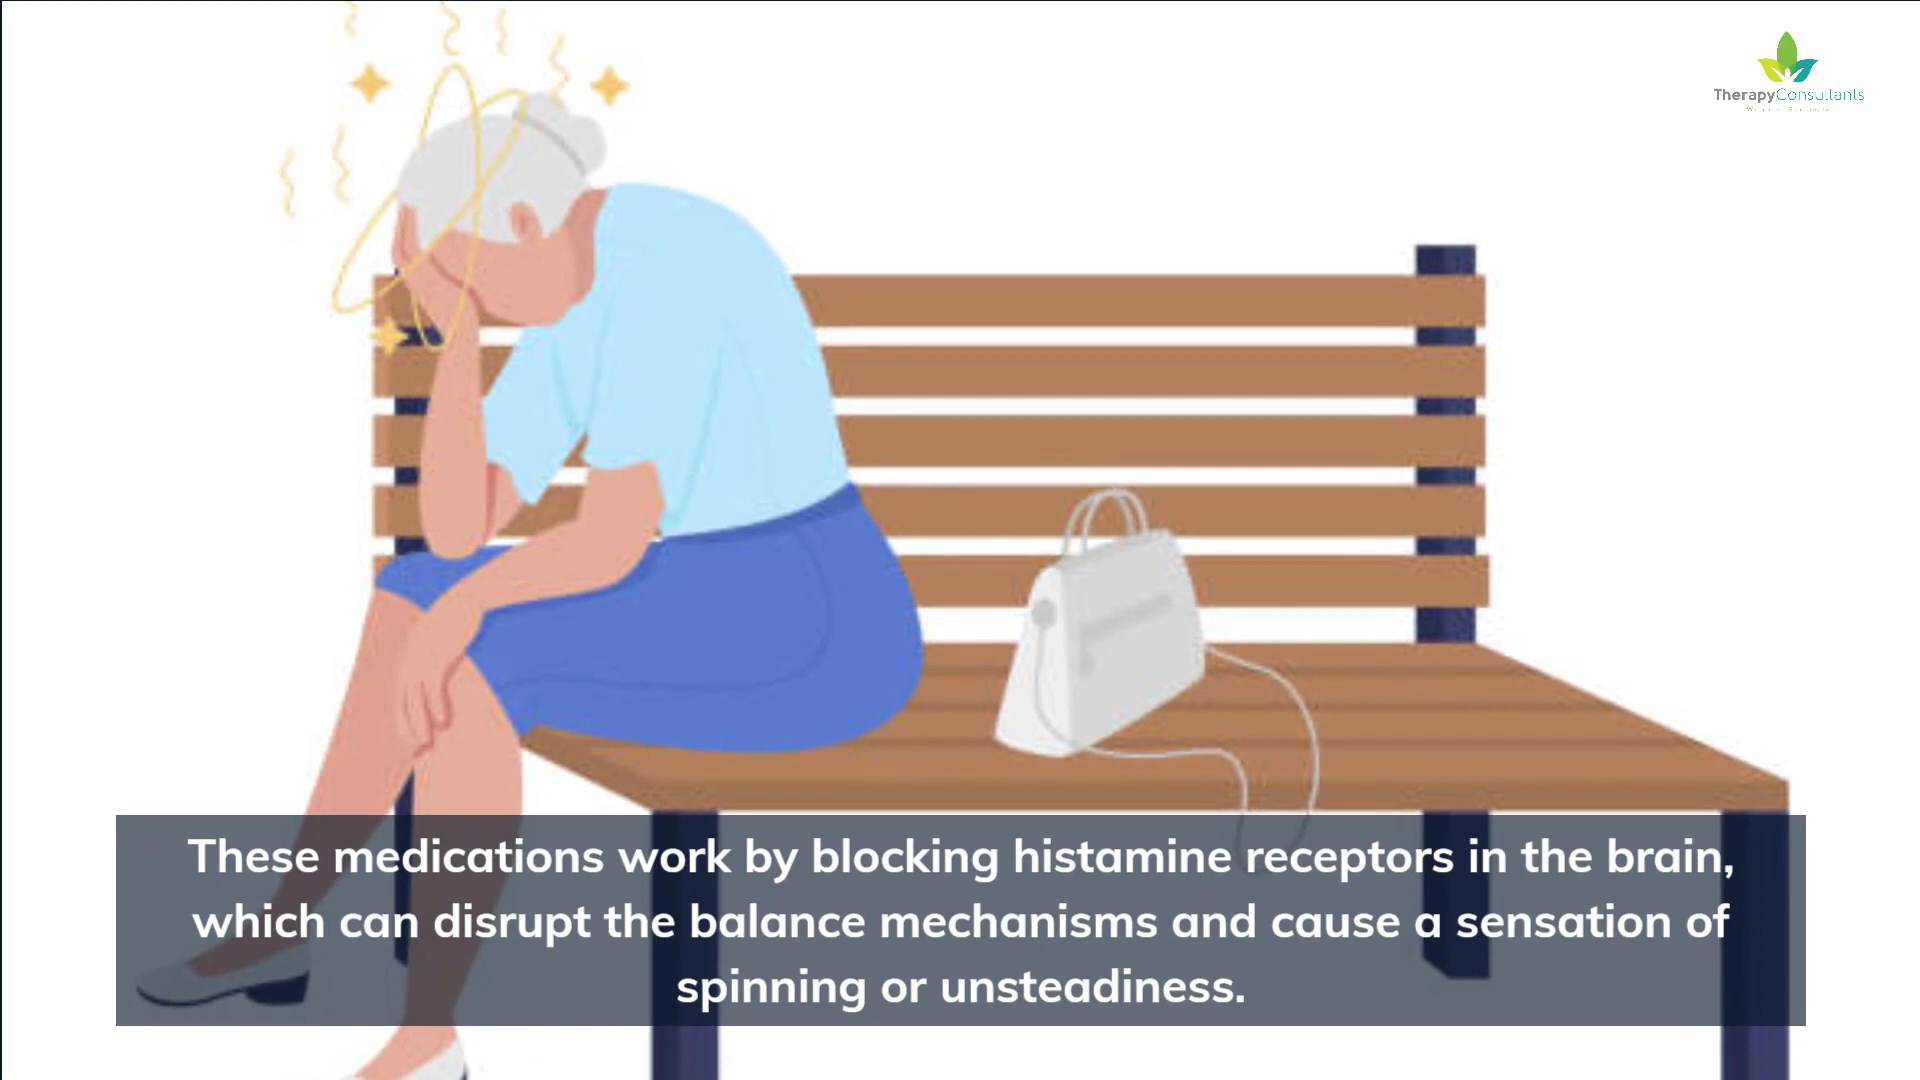 TherapyConsultants
These medications work by blocking histamine receptors in the brain,
which can disrupt the balance mechanisms and cause a sensation of
spinning or unsteadiness.